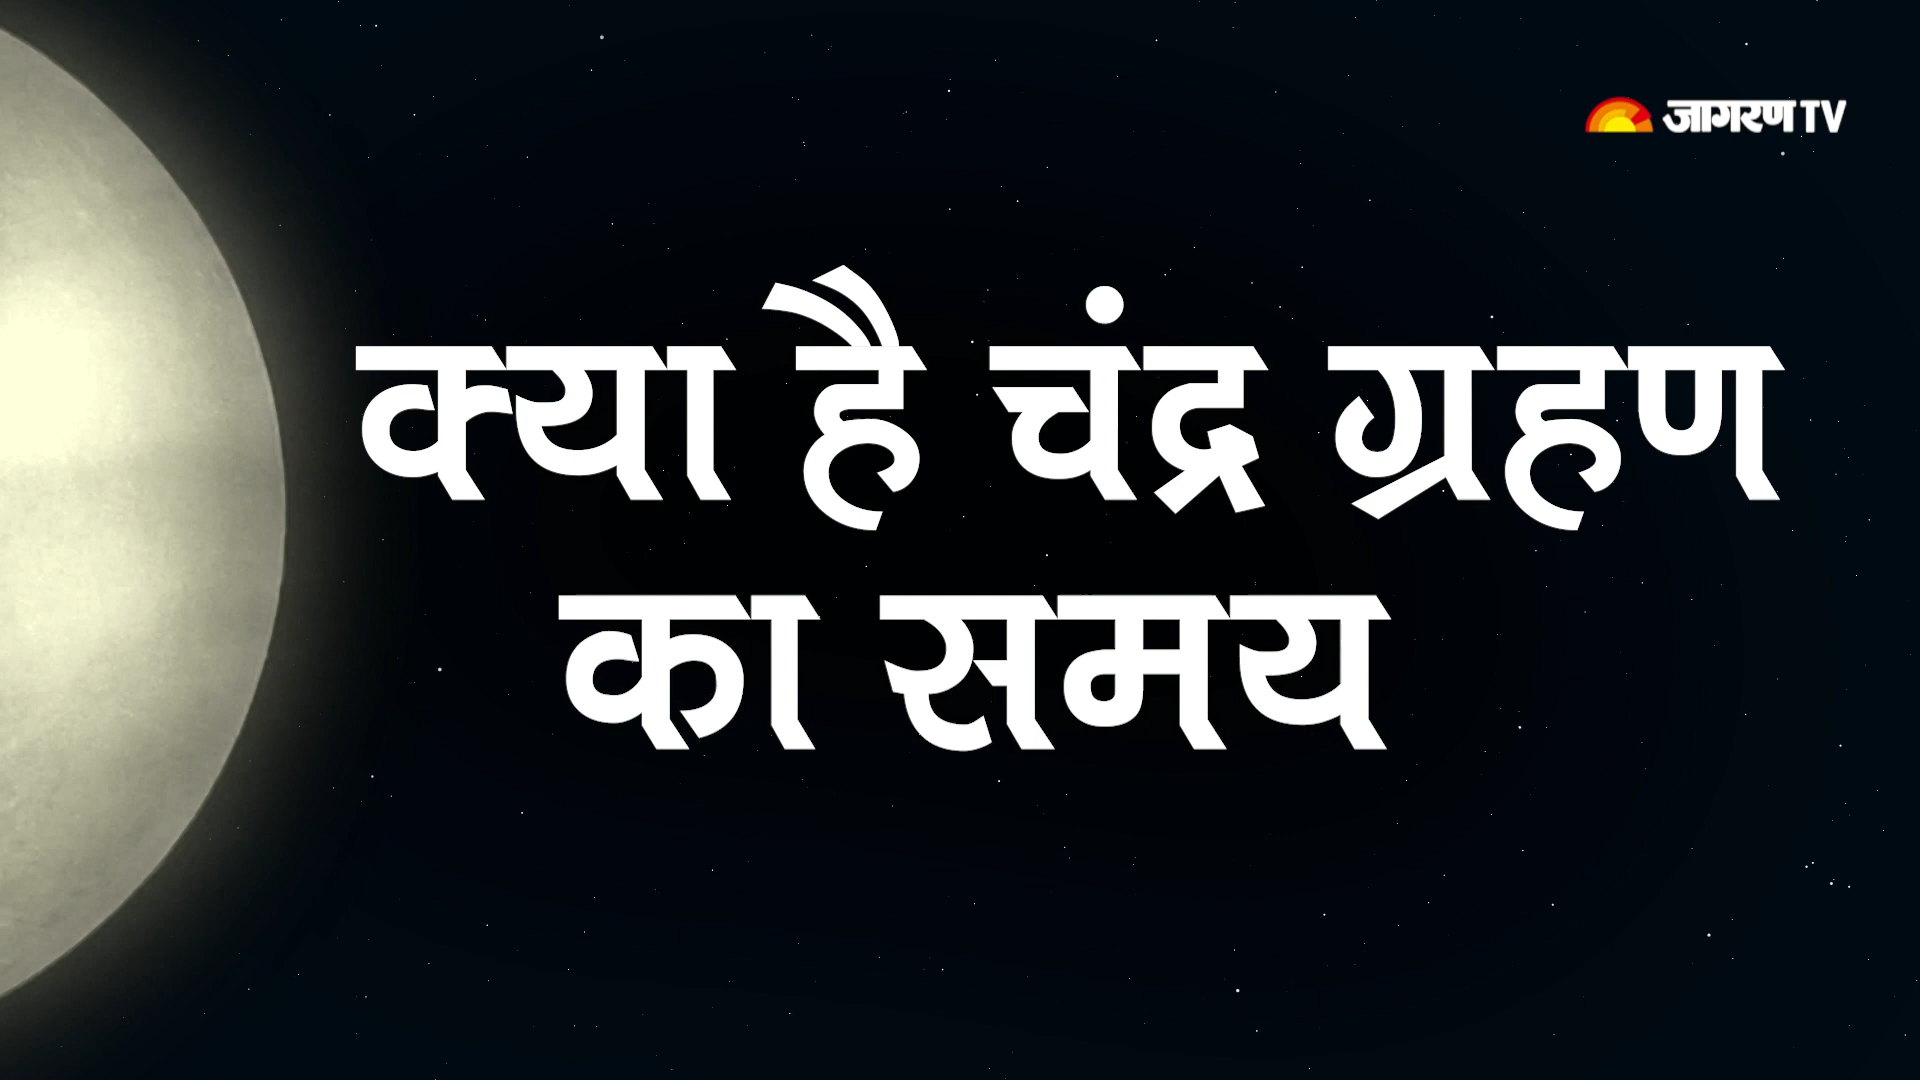 जागरण TV
क्या है चंद्र ग्रहण
का समय